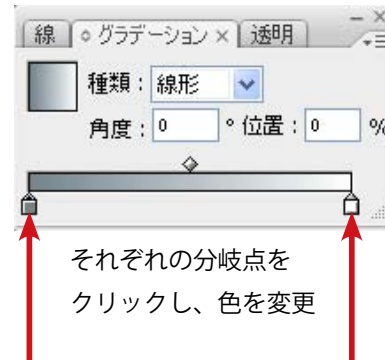 線 グラデーション × 透明
種類：線形
角度：0 ° 位置：0 %
それぞれの分岐点を
クリックし、色を変更